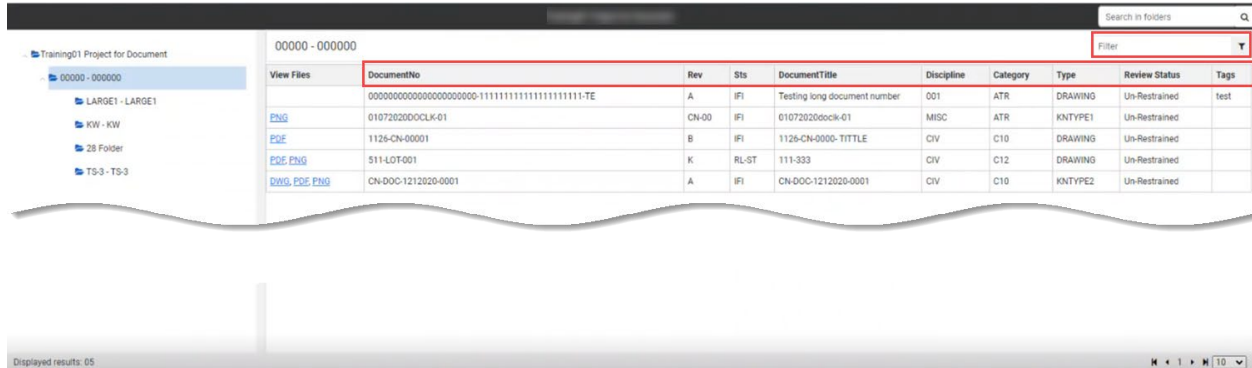 Search in folders
Training01 Project for Document
00000 - 000000
LARGE1 - LARGE1
KW - KW
28 Folder
TS-3 - TS-3
00000 - 000000
Filter
View Files DocumentNo Rev Sts DocumentTitle Discipline Category Type Review Status Tags
A IFI Testing long document number 001 ATR DRAWING Un-Restrained test
PNG 01072020DOCLK-01 CN-00 IFI 01072020doclk-01 MISC ATR KNTYPE1 Un-Restrained
PDF 1126-CN-00001 B IFI 1126-CN-0000- TITTLE CIV C10 DRAWING Un-Restrained
PDF, PNG 511-LOT-001 K RL-ST 111-333 CIV C12 DRAWING Un-Restrained
DWG, PDF, PNG CN-DOC-1212020-0001 A IFI CN-DOC-1212020-0001 CIV C10 KNTYPE2 Un-Restrained
Displayed results: 05
1 10